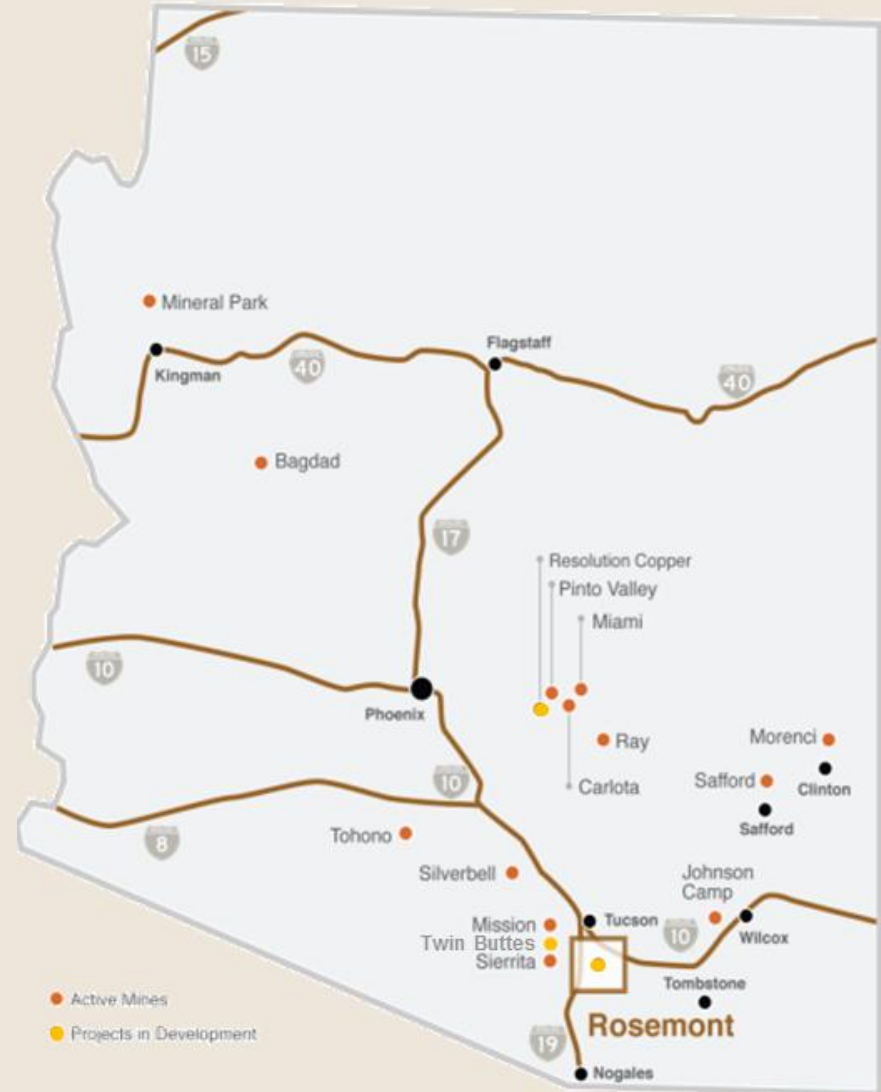 15
Mineral Park
Flagstaff
Kingman
40
40
Bagdad
17
Resolution Copper
Pinto Valley
Miami
10
Phoenix
Ray
Morenci
10
Safford
Clinton
Carlota
Safford
Tohono
8
Silverbell
Johnson
Camp
Mission
Tucson
10
Wilcox
Twin Buttes
Sierrita
Tombstone
Active Mines
Rosemont
Projects in Development
19
Nogales